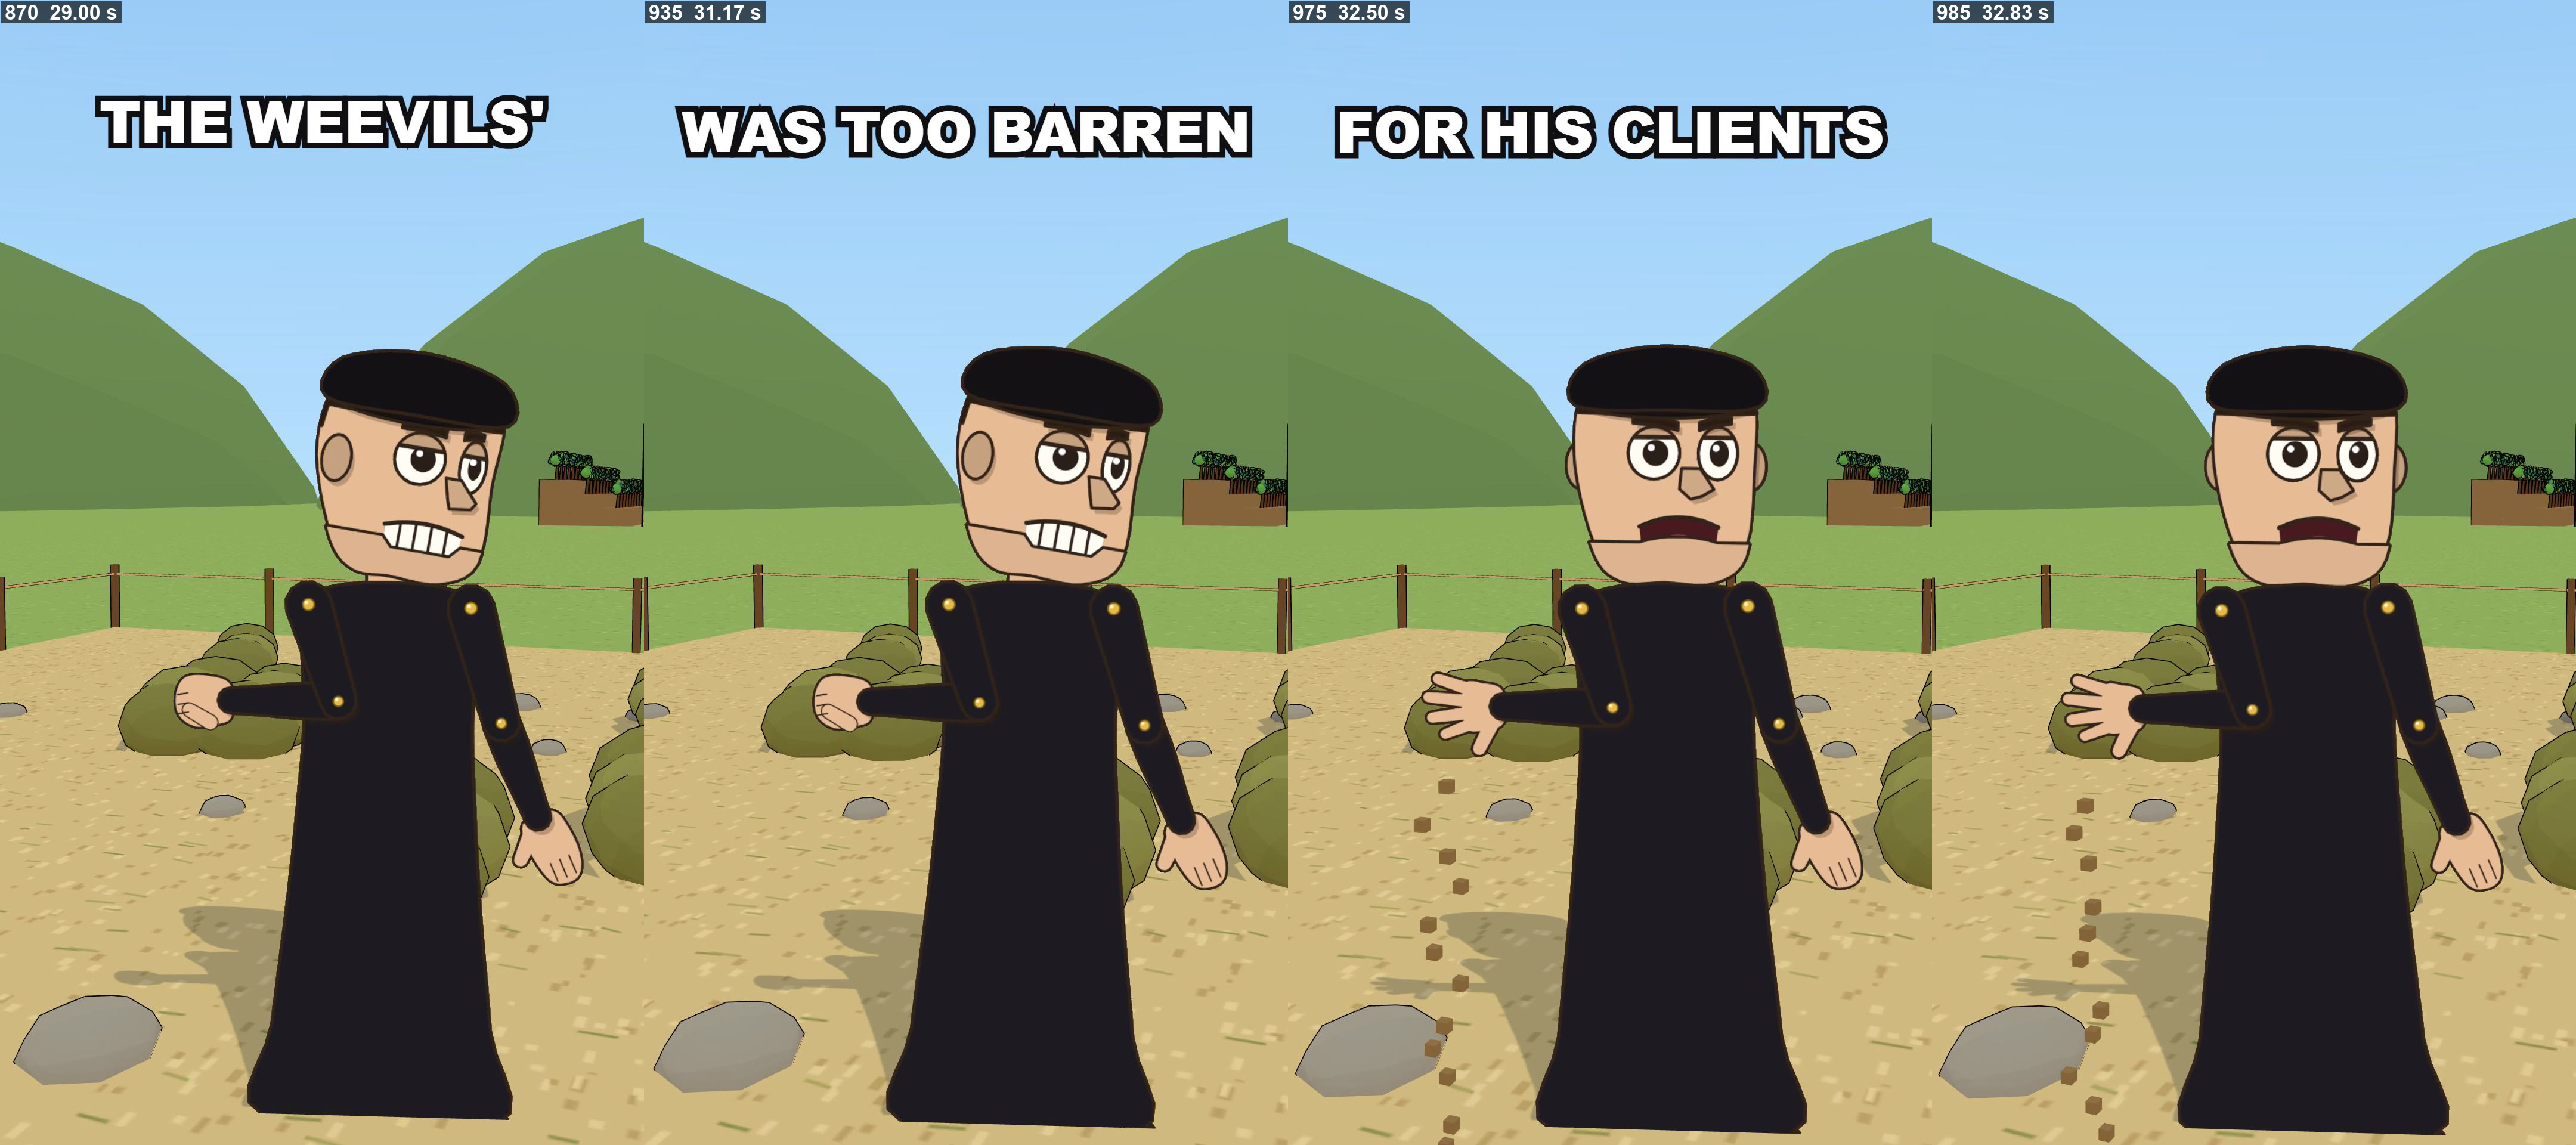 870 29.00 s
THE WEEVILS'
935 31.17 s
WAS TOO BARREN
975 32.50 s
FOR HIS CLIENTS
985 32.83 s